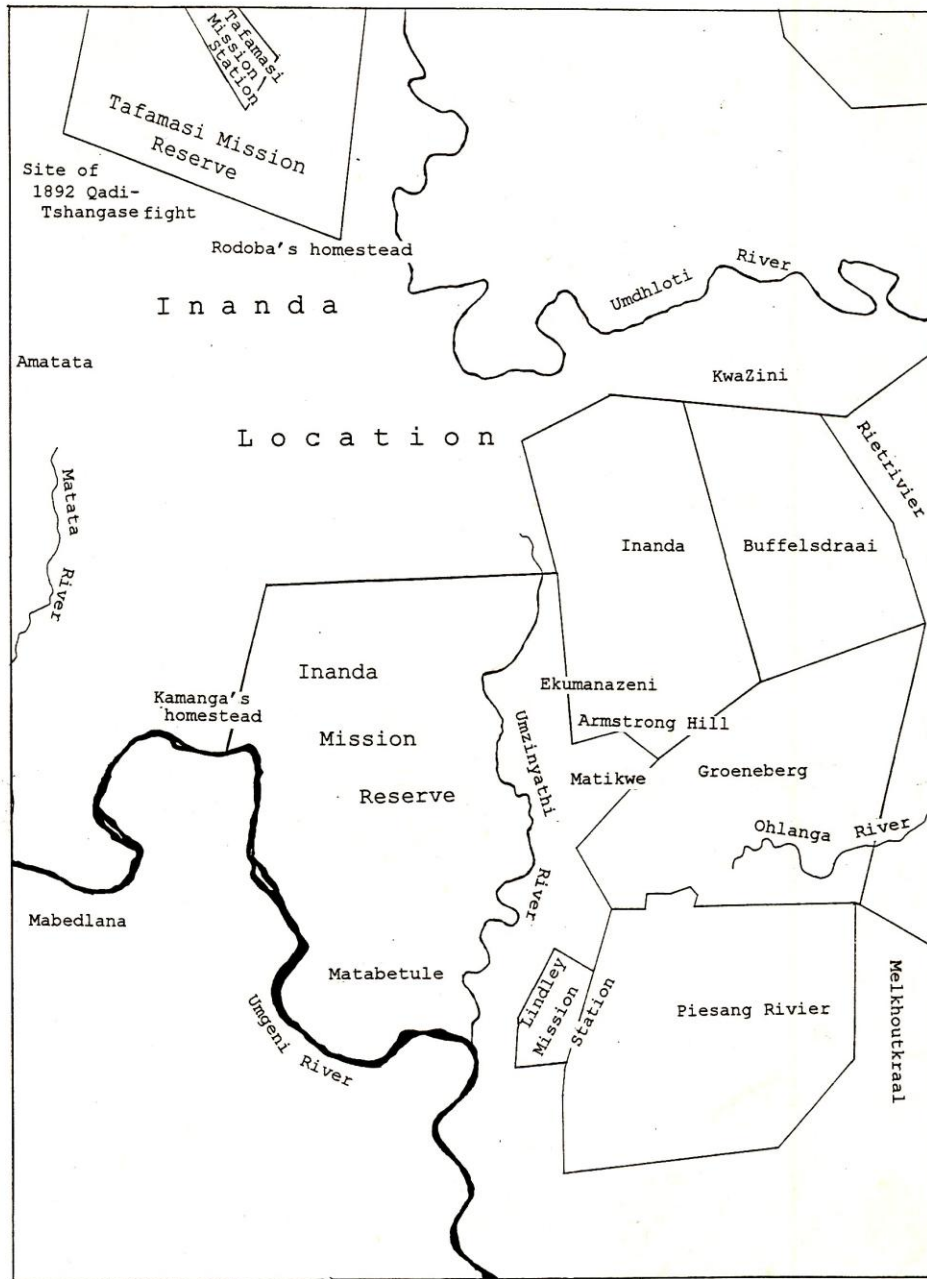 Tafamasi
Mission
Station
Tafamasi Mission
Reserve
Site of
1892 Qadi-
Tshangase fight
Rodoba's homestead
Umdhloti River
Inanda
Amatata
KwaZini
Location
Rietrivier
Matata River
Inanda
Buffelsdraai
Inanda
Mission
Reserve
Ekumanazeni
Kamanga's
homestead
Armstrong Hill
Umzinyathi River
Matikwe
Groeneberg
Ohlanga River
Mabedlana
Matabetule
Lindley
Mission
Station
Piesang Rivier
Melkhoutkraal
Umgeni River